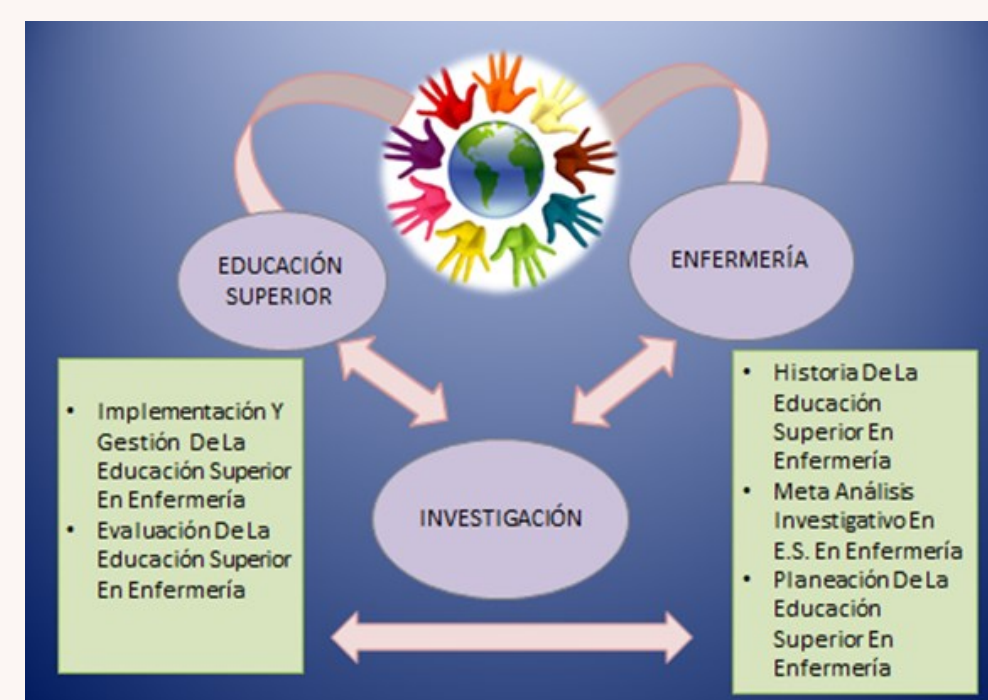 EDUCACIÓN
SUPERIOR
ENFERMERÍA
INVESTIGACIÓN
• Implementación Y
Gestión De La
Educación Superior
En Enfermería
• Evaluación De La
Educación Superior
En Enfermería
• Historia De La
Educación
Superior En
Enfermería
• Meta Análisis
Investigativo En
E.S. En Enfermería
• Planeación De La
Educación
Superior En
Enfermería